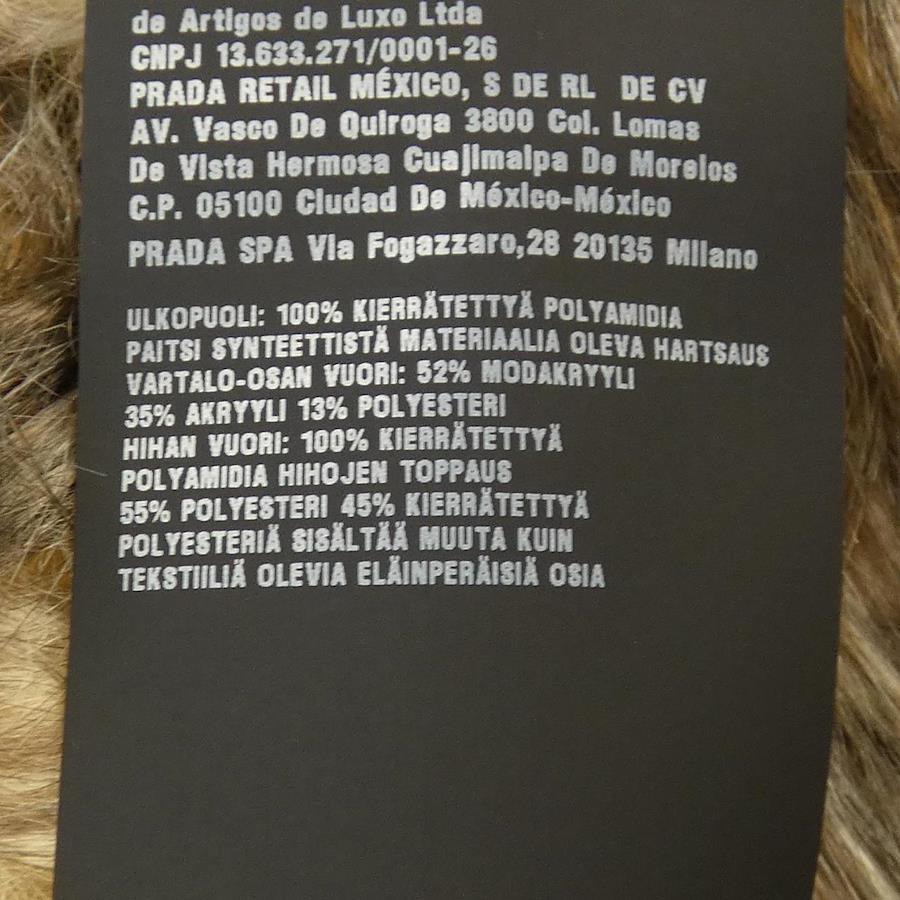 de Artigos de Luxo Ltda
CNPJ 13.633.271/0001-26
PRADA RETAIL MÉXICO, S DE RL DE CV
AV. Vasco De Quiroga 3800 Col. Lomas
De Vista Hermosa Cuajimalpa De Morelos
C.P. 05100 Ciudad De México-México
PRADA SPA Via Fogazzaro,28 20135 Milano
ULKOPUOLI: 100% KIERRÄTETTYÄ POLYAMIDIA
PAITSI SYNTEETTISTÄ MATERIAALIA OLEVA HARTSAUS
VARTALO-OSAN VUORI: 52% MODAKRYYLI
35% AKRYYLI 13% POLYESTERI
HIHAN VUORI: 100% KIERRÄTETTYÄ
POLYAMIDIA HIHOJEN TOPPAUS
55% POLYESTERI 45% KIERRÄTETTYÄ
POLYESTERIÄ SISÄLTÄÄ MUUTA KUIN
TEKSTIILIÄ OLEVIA ELÄINPERÄISIÄ OSIA